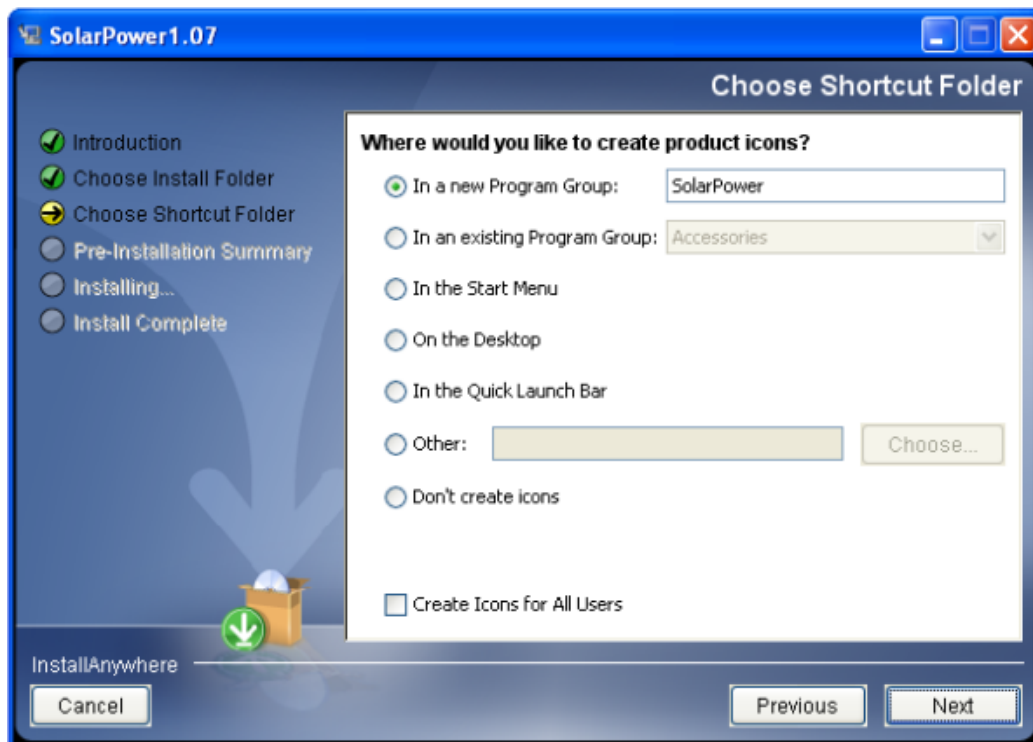 SolarPower1.07
Choose Shortcut Folder
Introduction
Choose Install Folder
Choose Shortcut Folder
Pre-Installation Summary
Installing...
Install Complete
Where would you like to create product icons?
In a new Program Group: SolarPower
In an existing Program Group: Accessories
In the Start Menu
On the Desktop
In the Quick Launch Bar
Other: Choose...
Don't create icons
Create Icons for All Users
InstallAnywhere
Cancel Previous Next